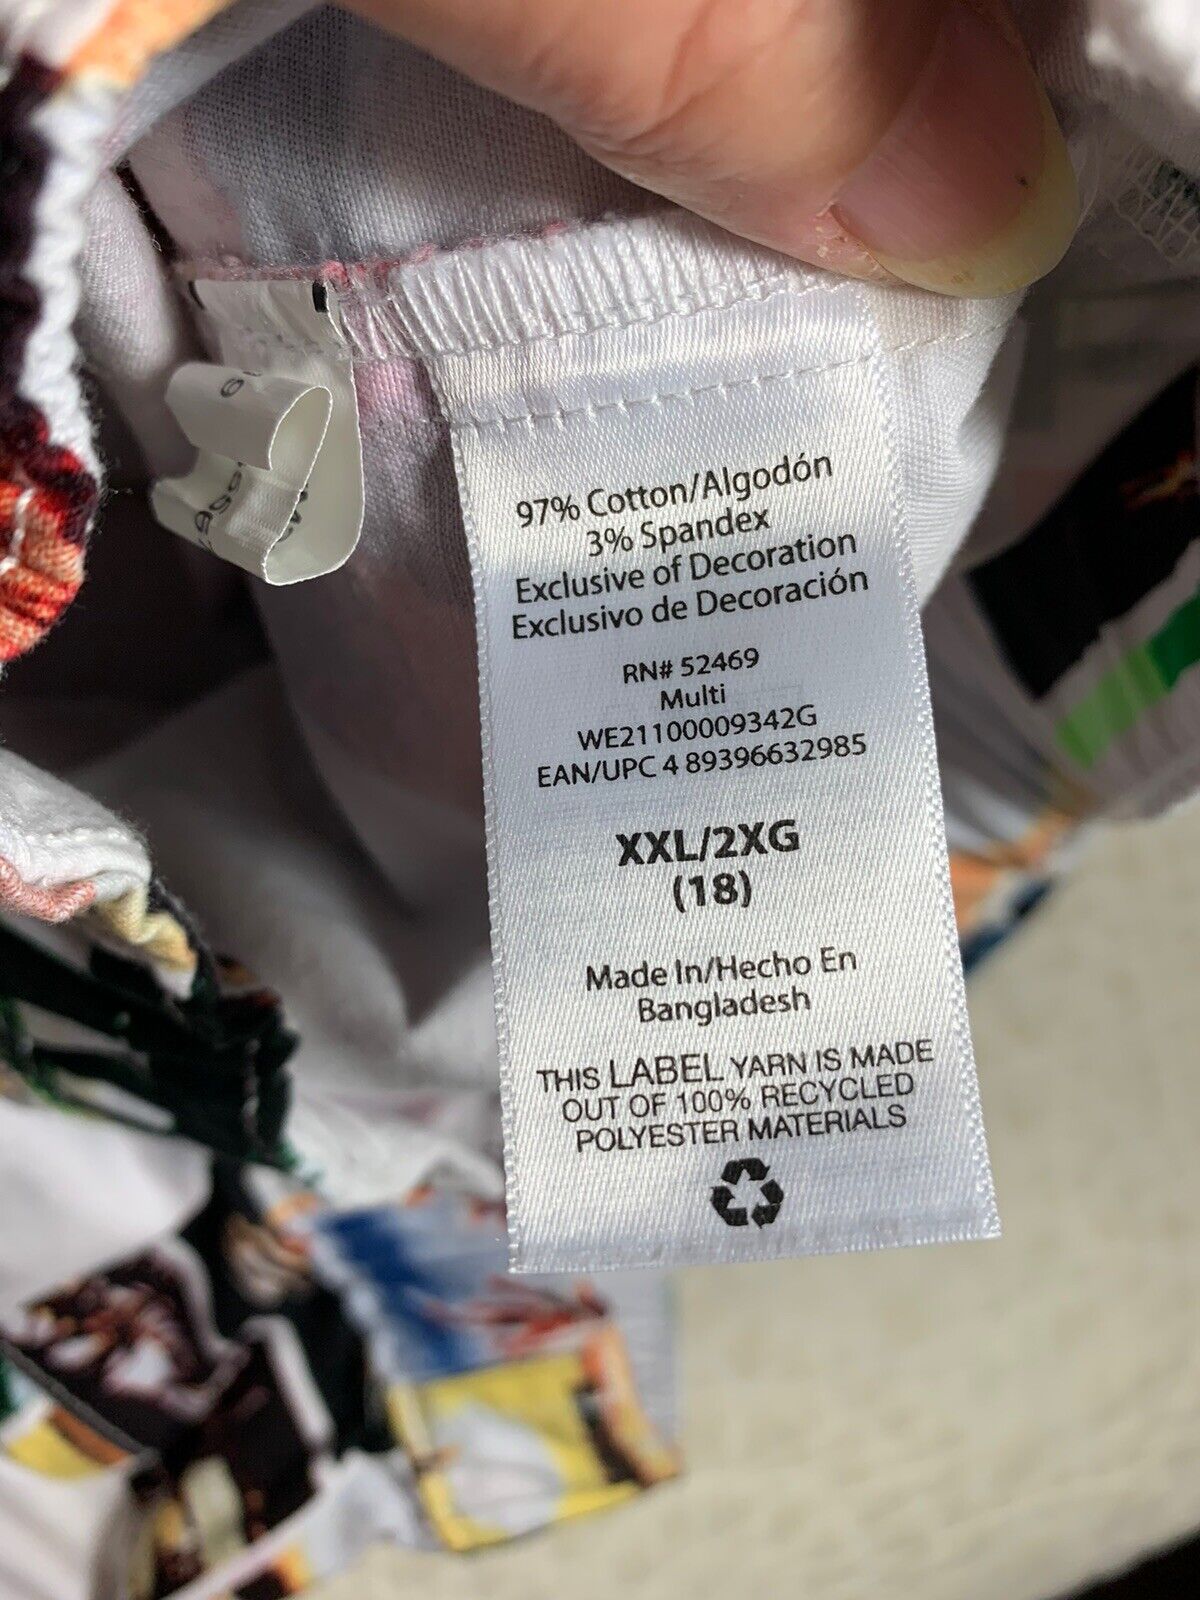 97% Cotton/Algodón
3% Spandex
Exclusive of Decoration
Exclusivo de Decoración
RN# 52469
Multi
WE21100009342G
EAN/UPC 4 89396632985
XXL/2XG
(18)
Made In/Hecho En
Bangladesh
THIS LABEL YARN IS MADE
OUT OF 100% RECYCLED
POLYESTER MATERIALS